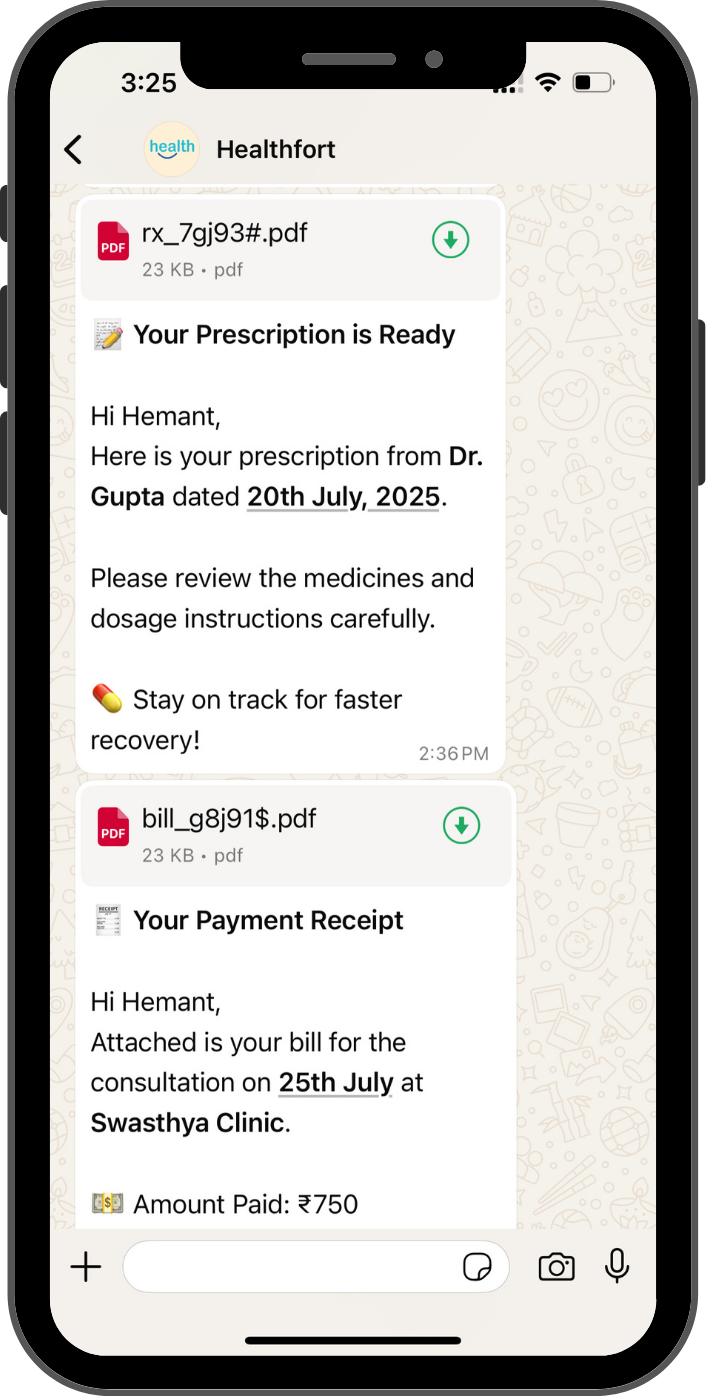 3:25
health
Healthfort
PDF
rx_7gj93#.pdf
23 KB • pdf
📝 Your Prescription is Ready
Hi Hemant,
Here is your prescription from Dr.
Gupta dated 20th July, 2025.
Please review the medicines and
dosage instructions carefully.
💊 Stay on track for faster
recovery!
2:36 PM
PDF
bill_g8j91$.pdf
23 KB • pdf
🧾 Your Payment Receipt
Hi Hemant,
Attached is your bill for the
consultation on 25th July at
Swasthya Clinic.
💵 Amount Paid: ₹750